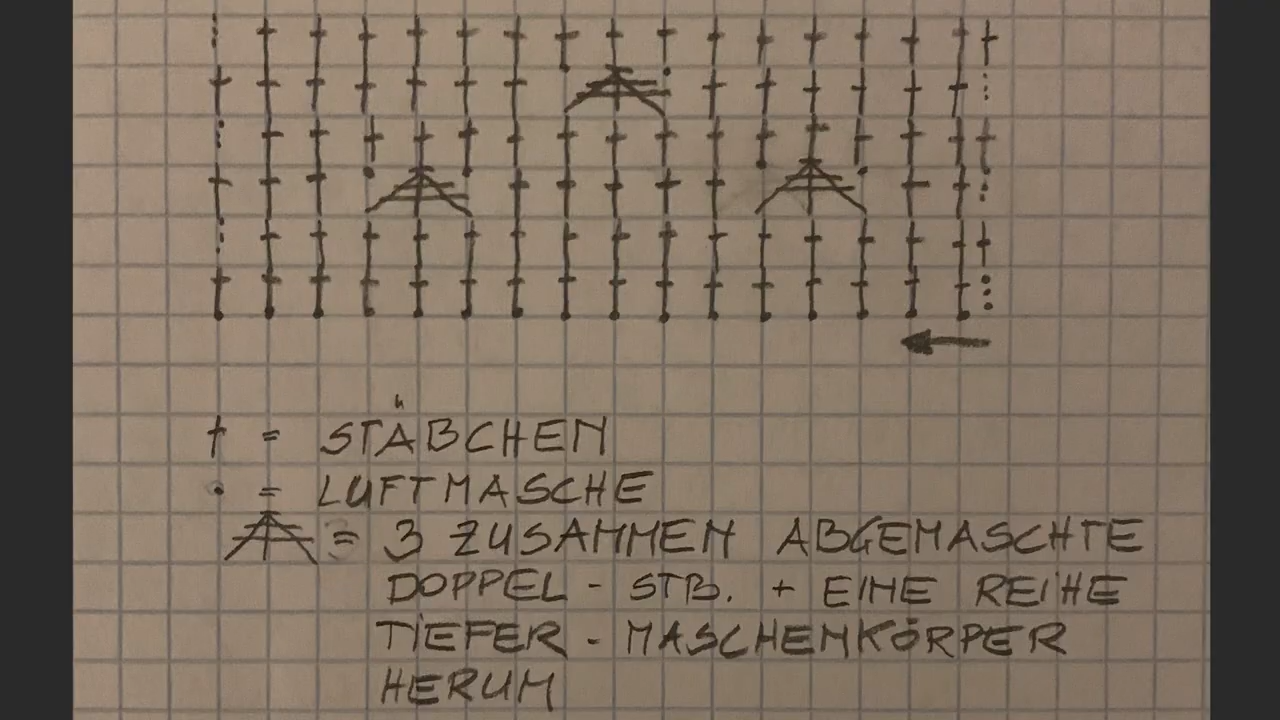 † = STÄBCHEN
• = LUFTMASCHE
= 3 ZUSAMMEN ABGEMASCHTE
DOPPEL - STB. + EINE REIHE
TIEFER - MASCHENKÖRPER
HERUM